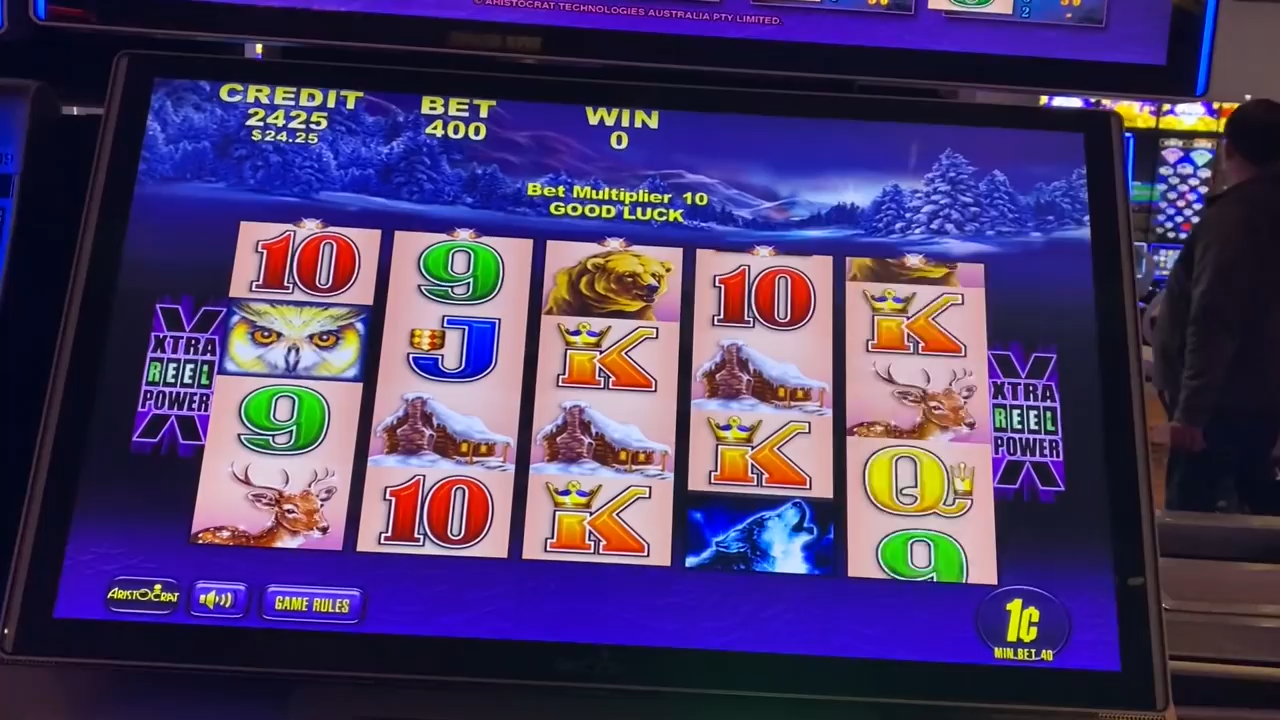 © ARISTOCRAT TECHNOLOGIES AUSTRALIA PTY LIMITED.
CREDIT
2425
$24.25
BET
400
WIN
0
Bet Multiplier 10
GOOD LUCK
10 9 10
K
J K
9 K
Q
10 K 9
XTRA
REEL
POWER
XTRA
REEL
POWER
ARISTOCRAT
GAME RULES
1¢
MIN.BET 40